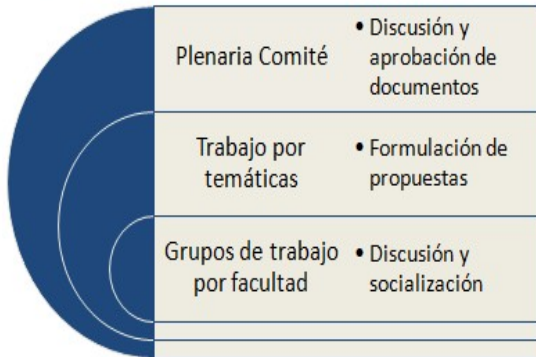 Plenaria Comité
• Discusión y
aprobación de
documentos
Trabajo por
temáticas
• Formulación de
propuestas
Grupos de trabajo
por facultad
• Discusión y
socialización